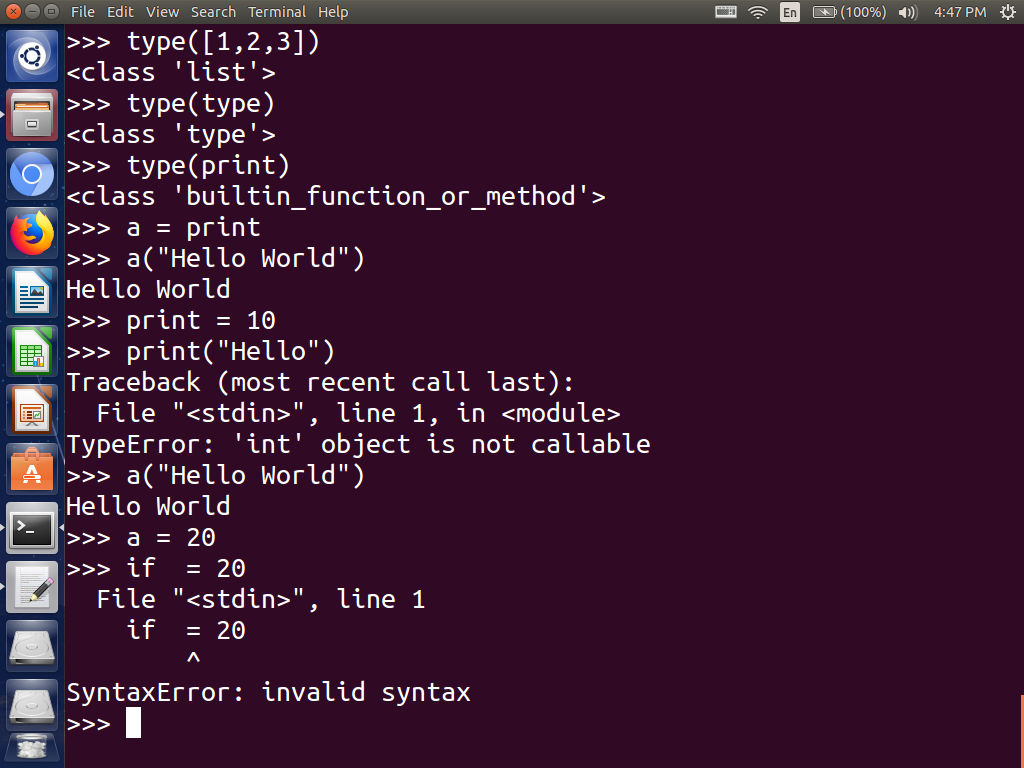 File Edit View Search Terminal Help En (100%) 4:47 PM
>>> type([1,2,3])
<class 'list'>
>>> type(type)
<class 'type'>
>>> type(print)
<class 'builtin_function_or_method'>
>>> a = print
>>> a("Hello World")
Hello World
>>> print = 10
>>> print("Hello")
Traceback (most recent call last):
  File "<stdin>", line 1, in <module>
TypeError: 'int' object is not callable
>>> a("Hello World")
Hello World
>>> a = 20
>>> if  = 20
  File "<stdin>", line 1
    if  = 20
        ^
SyntaxError: invalid syntax
>>>